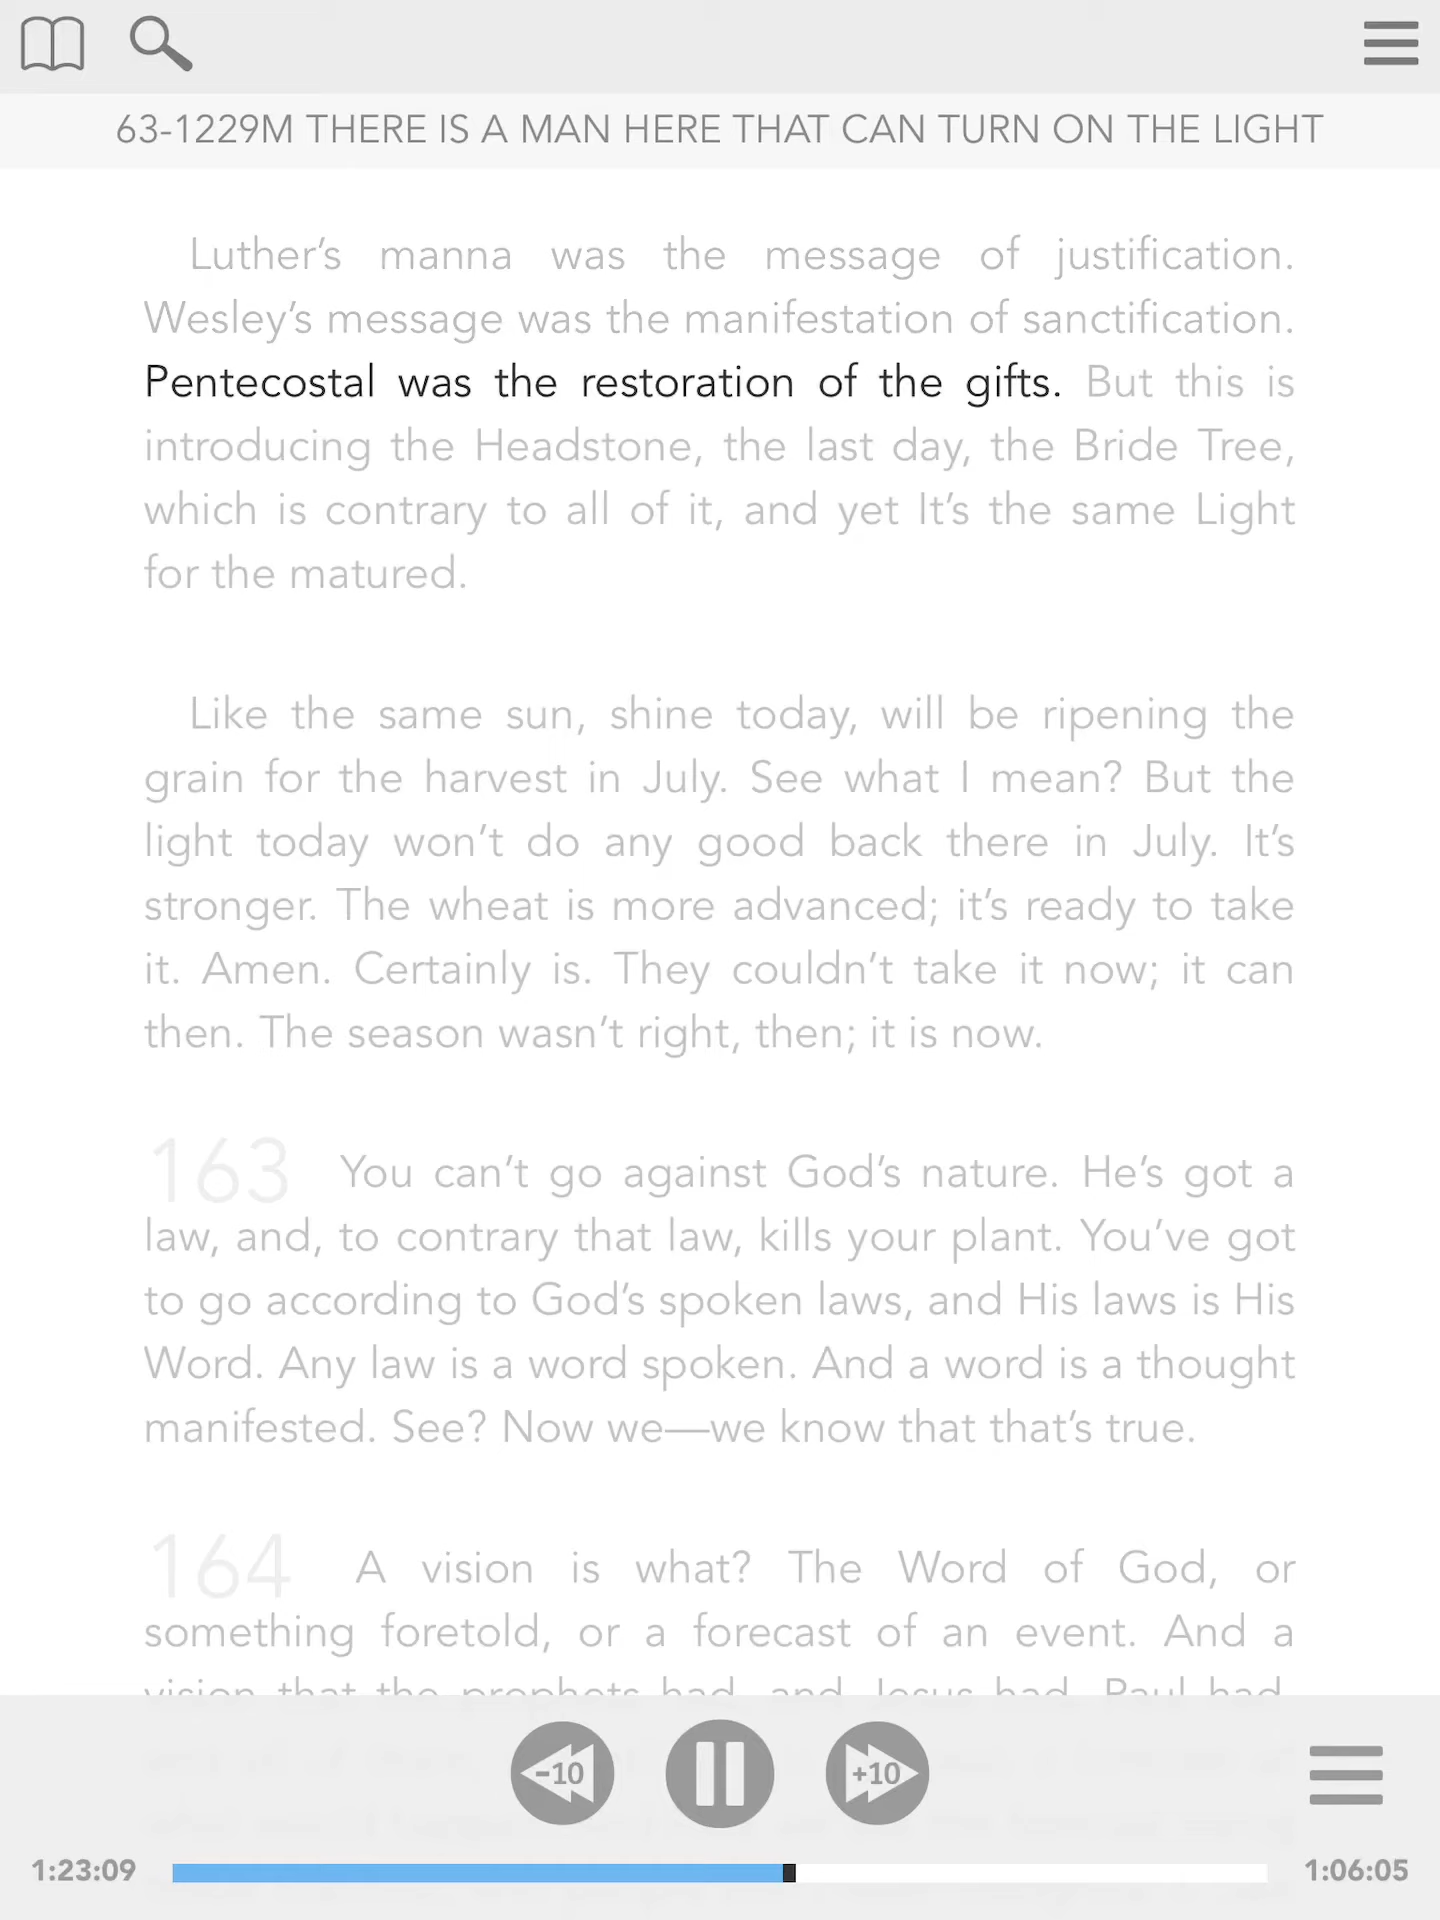 63-1229M THERE IS A MAN HERE THAT CAN TURN ON THE LIGHT
Luther’s manna was the message of justification.
Wesley’s message was the manifestation of sanctification.
Pentecostal was the restoration of the gifts. But this is
introducing the Headstone, the last day, the Bride Tree,
which is contrary to all of it, and yet It’s the same Light
for the matured.
Like the same sun, shine today, will be ripening the
grain for the harvest in July. See what I mean? But the
light today won’t do any good back there in July. It’s
stronger. The wheat is more advanced; it’s ready to take
it. Amen. Certainly is. They couldn’t take it now; it can
then. The season wasn’t right, then; it is now.
163 You can’t go against God’s nature. He’s got a
law, and, to contrary that law, kills your plant. You’ve got
to go according to God’s spoken laws, and His laws is His
Word. Any law is a word spoken. And a word is a thought
manifested. See? Now we—we know that that’s true.
164 A vision is what? The Word of God, or
something foretold, or a forecast of an event. And a
vision that the prophets had, and Jesus had, Paul had,
-10 +10
1:23:09 1:06:05